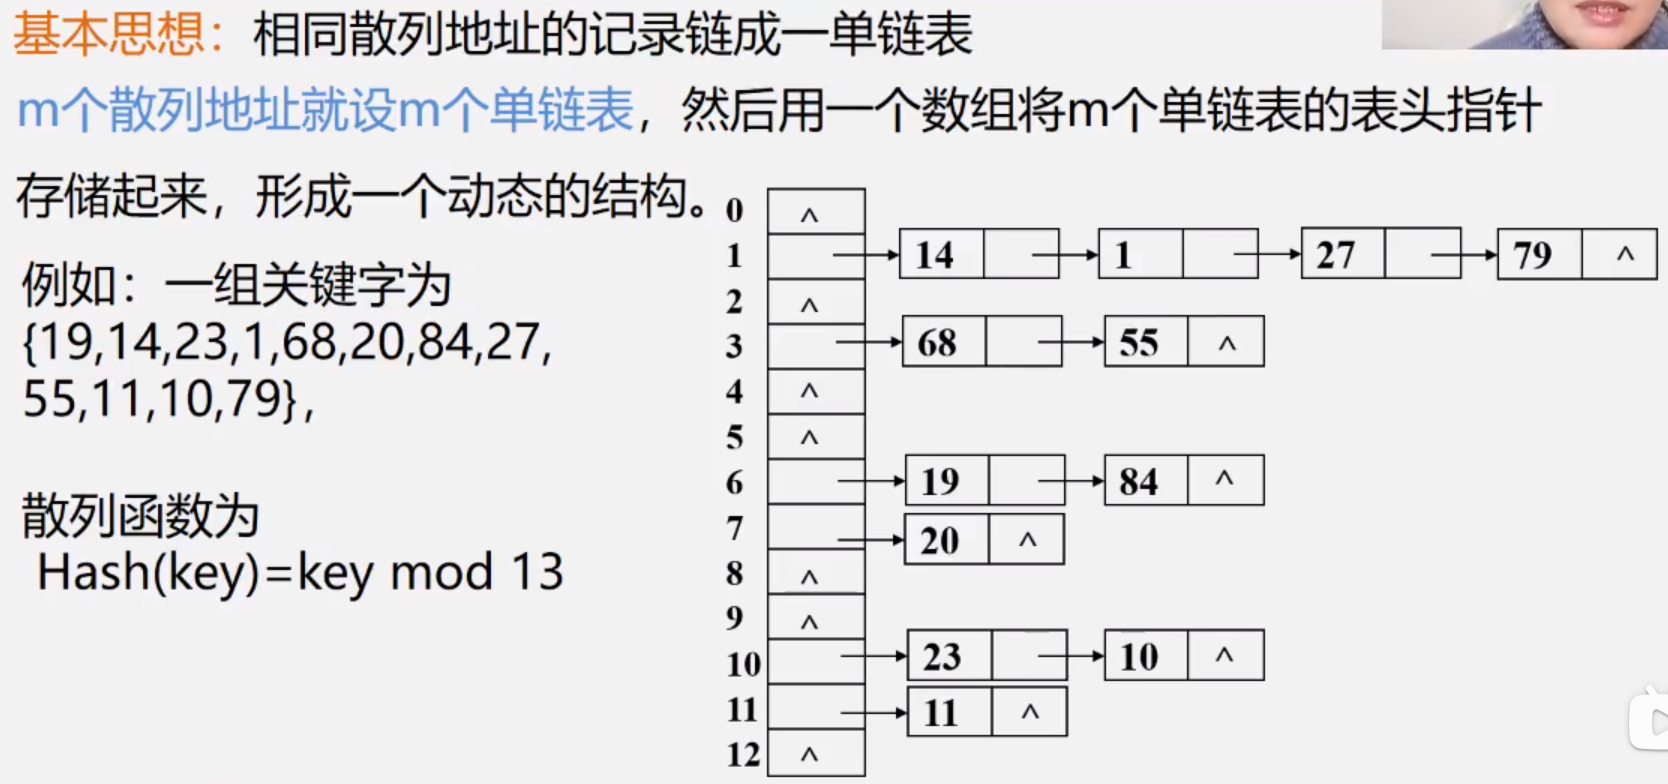 基本思想：相同散列地址的记录链成一单链表
m个散列地址就设m个单链表，然后用一个数组将m个单链表的表头指针
存储起来，形成一个动态的结构。
例如：一组关键字为
{19,14,23,1,68,20,84,27,
55,11,10,79},
散列函数为
Hash(key)=key mod 13
0 ^
1 14 1 27 79 ^
2 ^
3 68 55 ^
4 ^
5 ^
6 19 84 ^
7 20 ^
8 ^
9 ^
10 23 10 ^
11 11 ^
12 ^